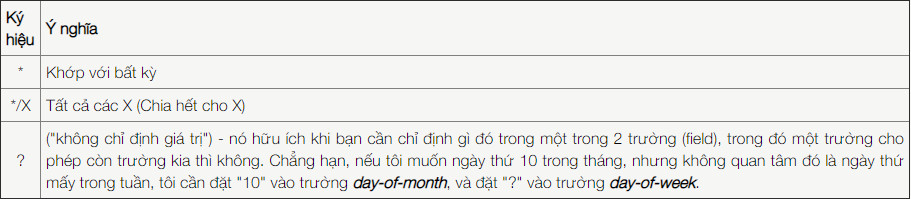 Ký hiệu
Ý nghĩa
*
Khớp với bất kỳ
*/X
Tất cả các X (Chia hết cho X)
?
("không chỉ định giá trị") - nó hữu ích khi bạn cần chỉ định gì đó trong một trong 2 trường (field), trong đó một trường cho
phép còn trường kia thì không. Chẳng hạn, nếu tôi muốn ngày thứ 10 trong tháng, nhưng không quan tâm đó là ngày thứ
mấy trong tuần, tôi cần đặt "10" vào trường day-of-month, và đặt "?" vào trường day-of-week.